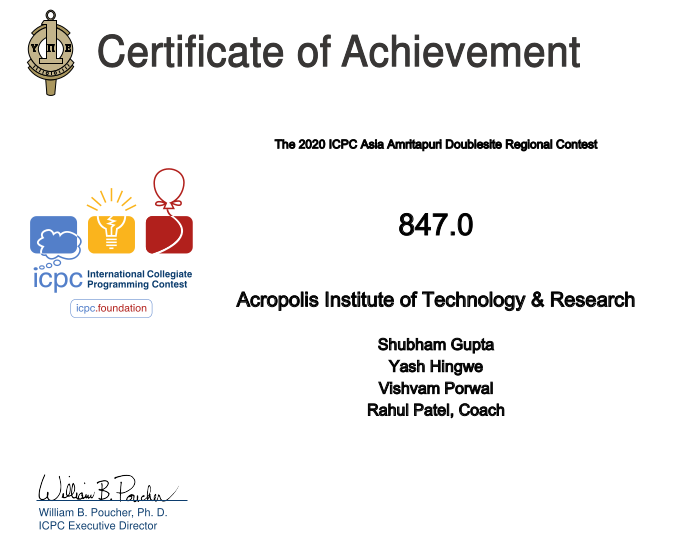 Υ Π Ε
Certificate of Achievement
The 2020 ICPC Asia Amritapuri Doublesite Regional Contest
847.0
icpc International Collegiate
Programming Contest
icpc.foundation
Acropolis Institute of Technology & Research
Shubham Gupta
Yash Hingwe
Vishvam Porwal
Rahul Patel, Coach
William B. Poucher
William B. Poucher, Ph. D.
ICPC Executive Director